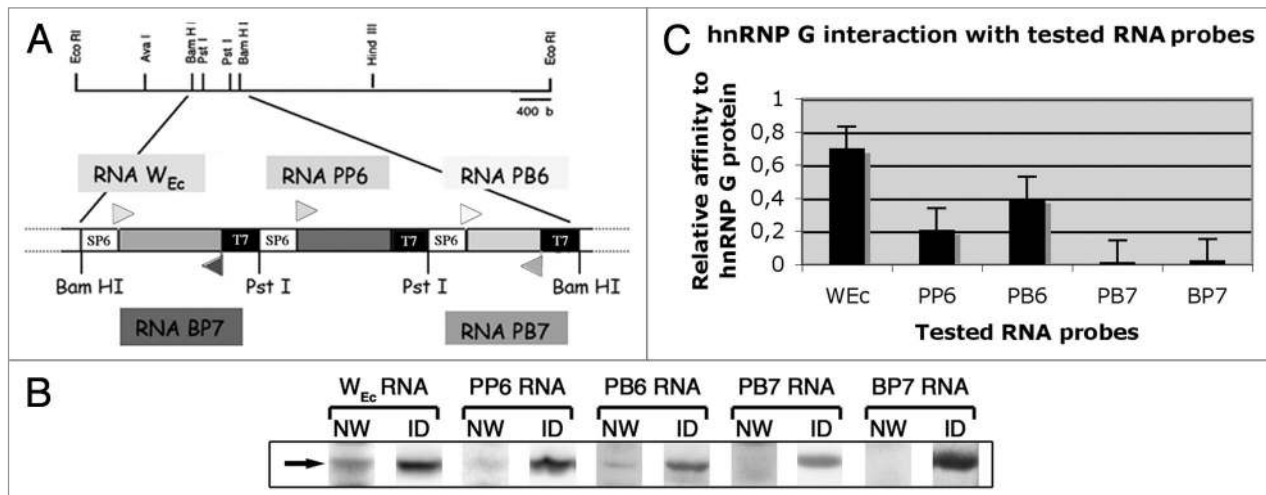 A
Eco RI
Ava I
Bam H I
Pst I
Pst I
Bam H I
Hind III
Eco RI
400 b
RNA WEc
RNA PP6
RNA PB6
SP6
T7
SP6
T7
SP6
T7
Bam HI
Pst I
Pst I
Bam HI
RNA BP7
RNA PB7
C
hnRNP G interaction with tested RNA probes
Relative affinity to
hnRNP G protein
1
0,8
0,6
0,4
0,2
0
WEc
PP6
PB6
PB7
BP7
Tested RNA probes
B
WEc RNA
PP6 RNA
PB6 RNA
PB7 RNA
BP7 RNA
NW
ID
NW
ID
NW
ID
NW
ID
NW
ID